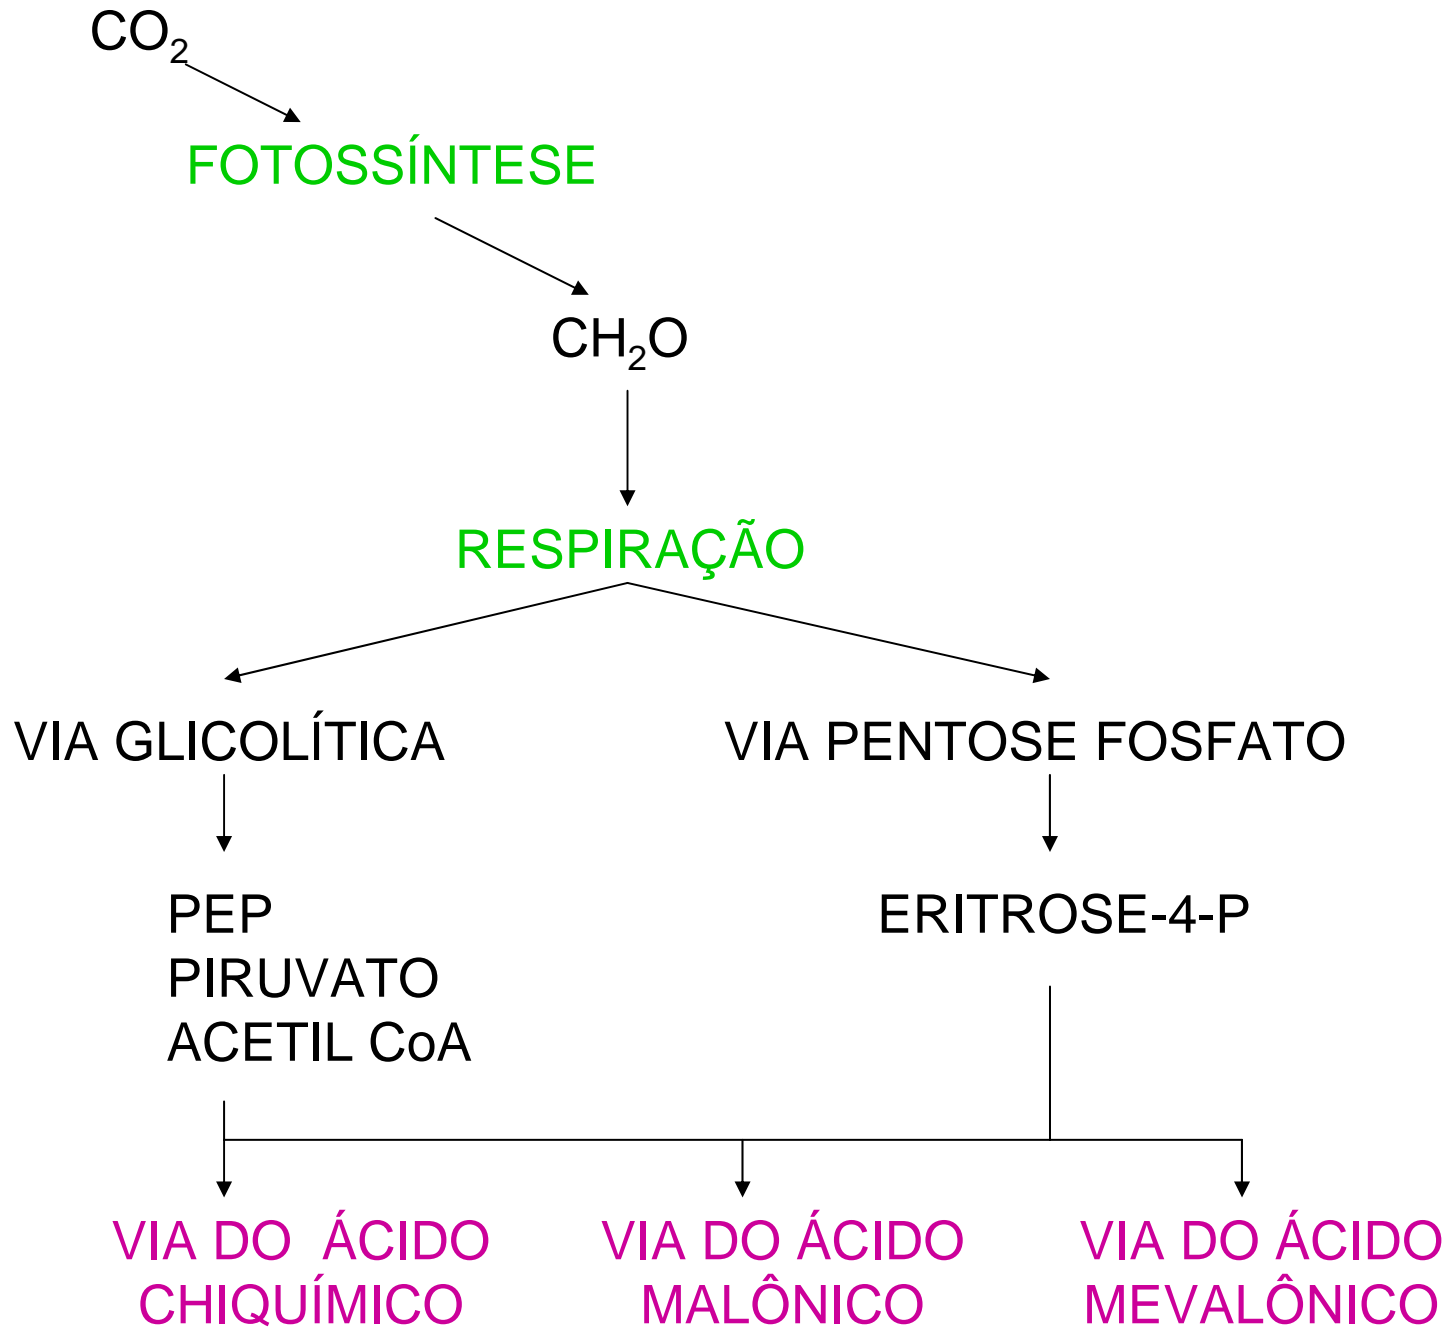 CO₂
FOTOSSÍNTESE
CH₂O
RESPIRAÇÃO
VIA GLICOLÍTICA
VIA PENTOSE FOSFATO
PEP
PIRUVATO
ACETIL CoA
ERITROSE-4-P
VIA DO ÁCIDO
CHIQUÍMICO
VIA DO ÁCIDO
MALÔNICO
VIA DO ÁCIDO
MEVALÔNICO